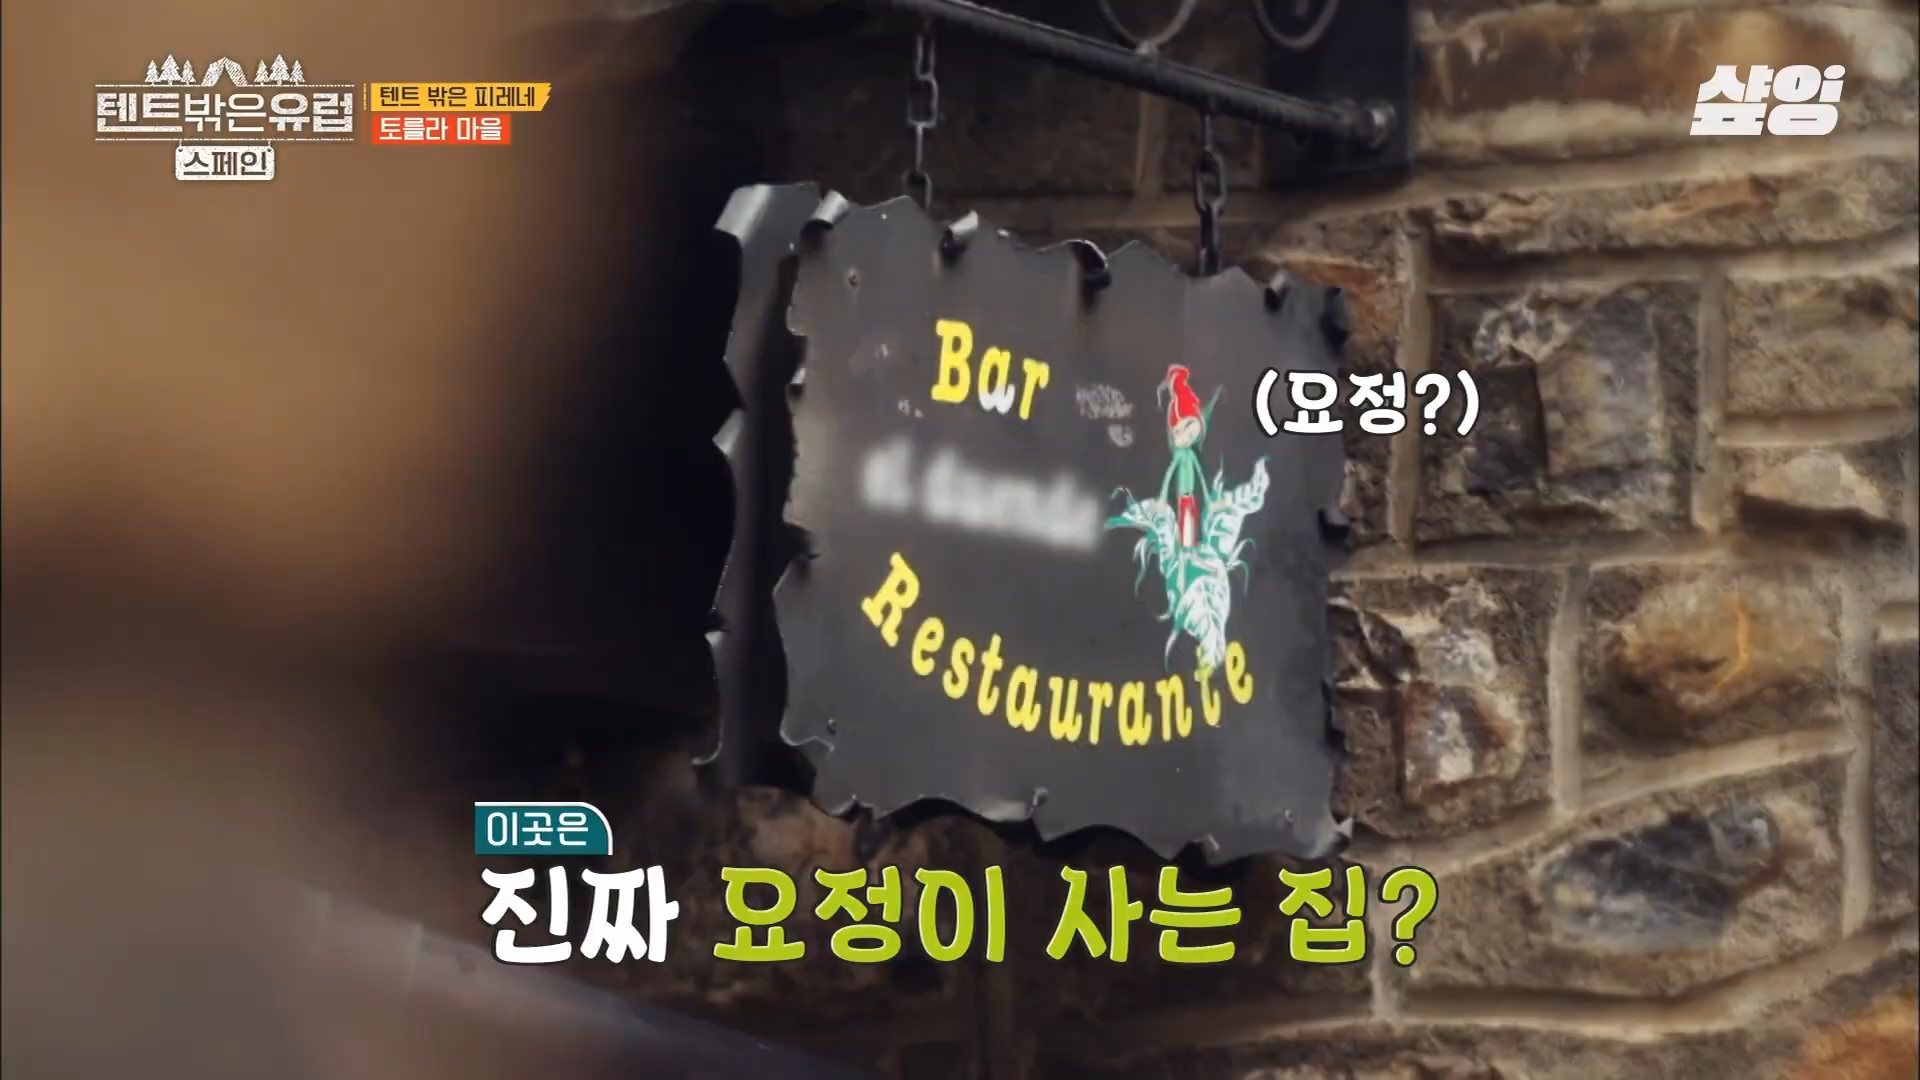 텐트밖은유럽
스페인
텐트 밖은 피레네
토를라 마을
샾잉
Bar
(요정?)
Restaurante
이곳은
진짜 요정이 사는 집?